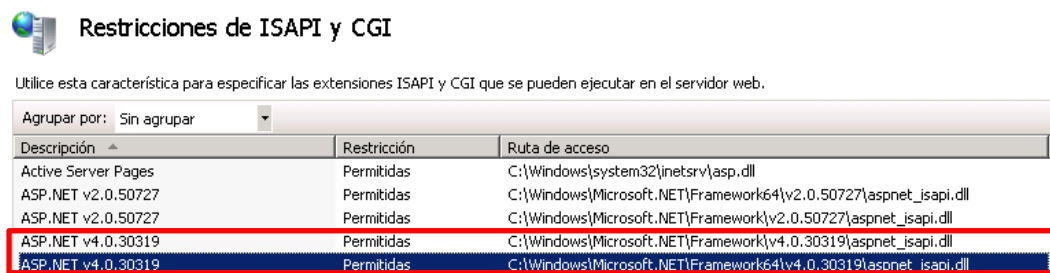 Restricciones de ISAPI y CGI
Utilice esta característica para especificar las extensiones ISAPI y CGI que se pueden ejecutar en el servidor web.
Agrupar por: Sin agrupar
Descripción Restricción Ruta de acceso
Active Server Pages Permitidas C:\Windows\system32\inetsrv\asp.dll
ASP.NET v2.0.50727 Permitidas C:\Windows\Microsoft.NET\Framework64\v2.0.50727\aspnet_isapi.dll
ASP.NET v2.0.50727 Permitidas C:\Windows\Microsoft.NET\Framework\v2.0.50727\aspnet_isapi.dll
ASP.NET v4.0.30319 Permitidas C:\Windows\Microsoft.NET\Framework\v4.0.30319\aspnet_isapi.dll
ASP.NET v4.0.30319 Permitidas C:\Windows\Microsoft.NET\Framework64\v4.0.30319\aspnet_isapi.dll